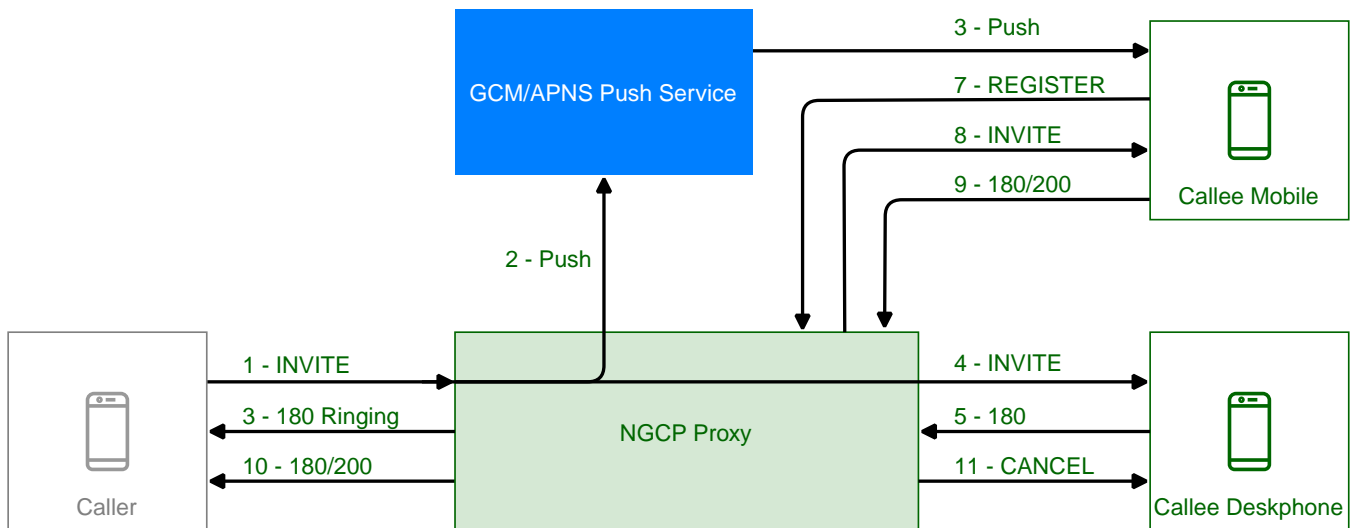 3 - Push
GCM/APNS Push Service
7 - REGISTER
8 - INVITE
9 - 180/200
Callee Mobile
2 - Push
1 - INVITE
4 - INVITE
3 - 180 Ringing
NGCP Proxy
5 - 180
10 - 180/200
11 - CANCEL
Caller
Callee Deskphone